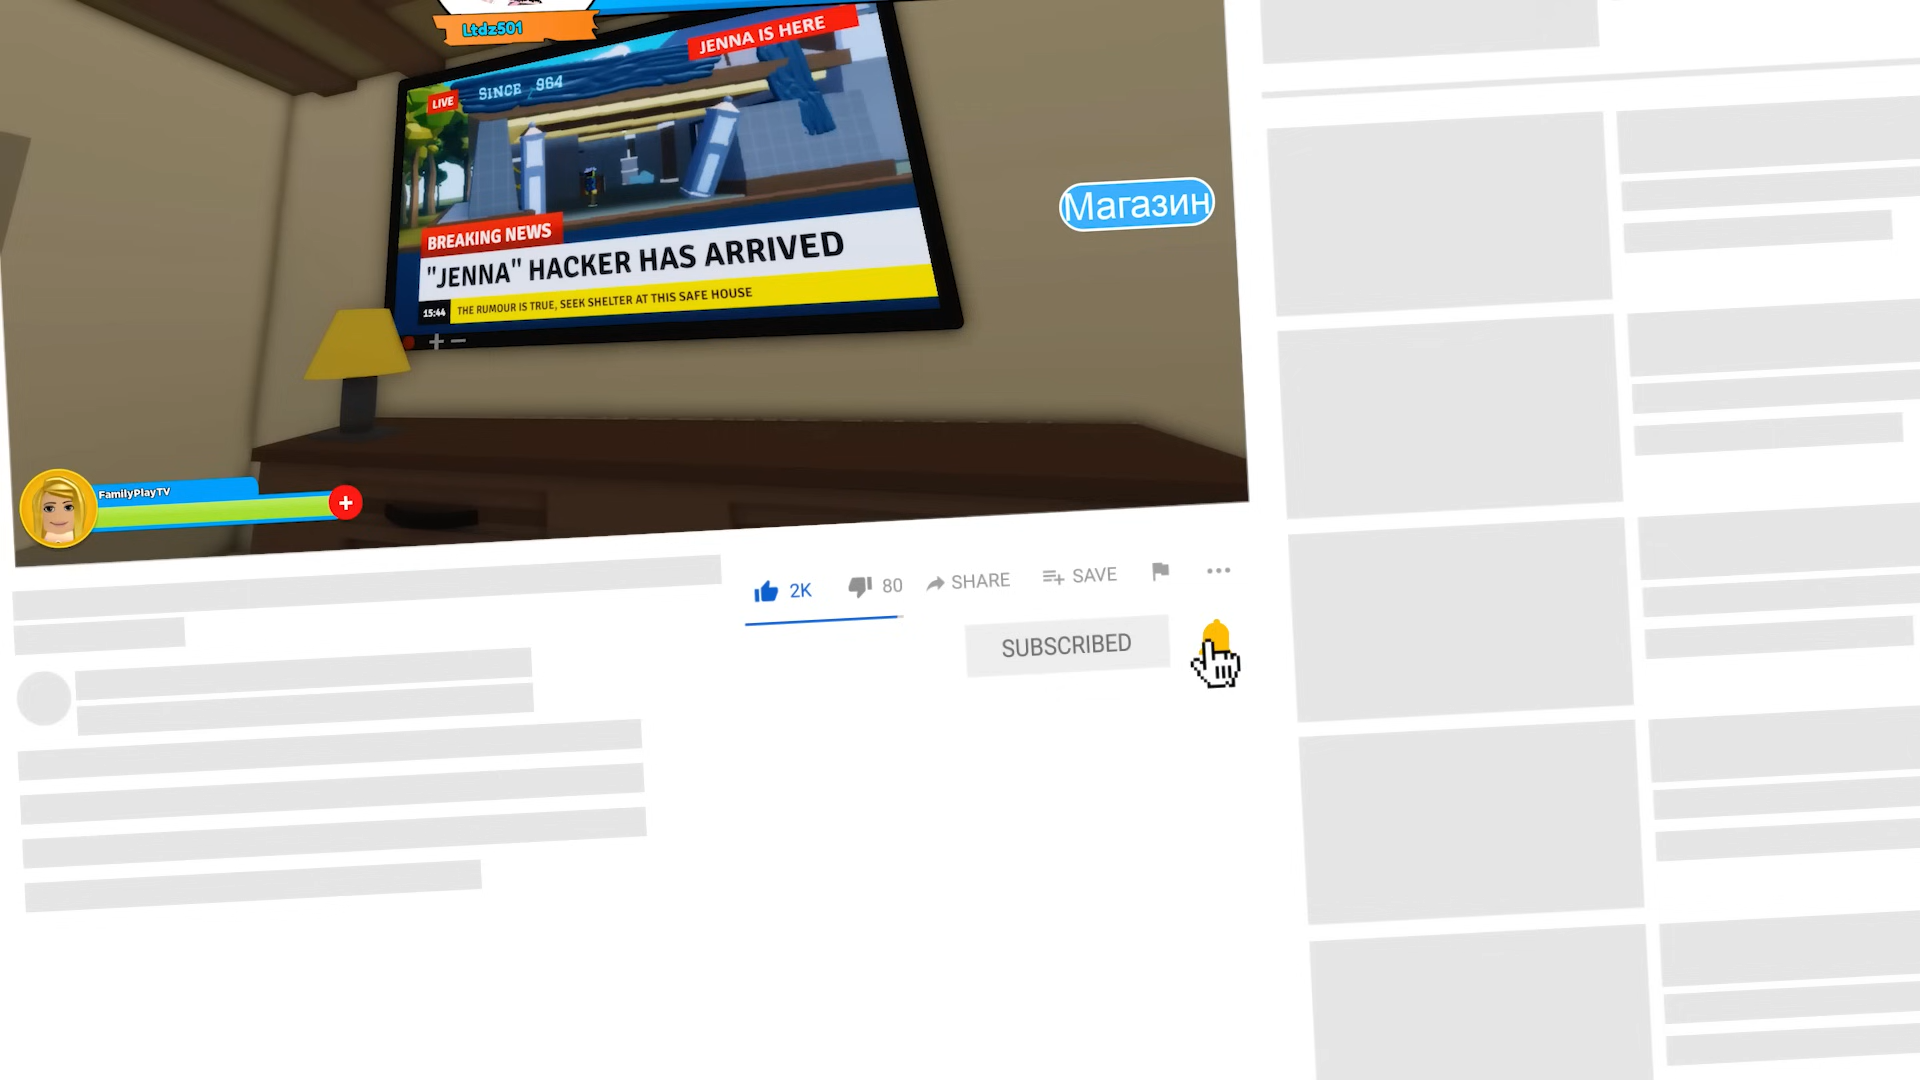 Ltdz501
JENNA IS HERE
SINCE 964
LIVE
Магазин
BREAKING NEWS
"JENNA" HACKER HAS ARRIVED
15:44 THE RUMOUR IS TRUE, SEEK SHELTER AT THIS SAFE HOUSE
FamilyPlayTV
2K 80 SHARE SAVE
SUBSCRIBED